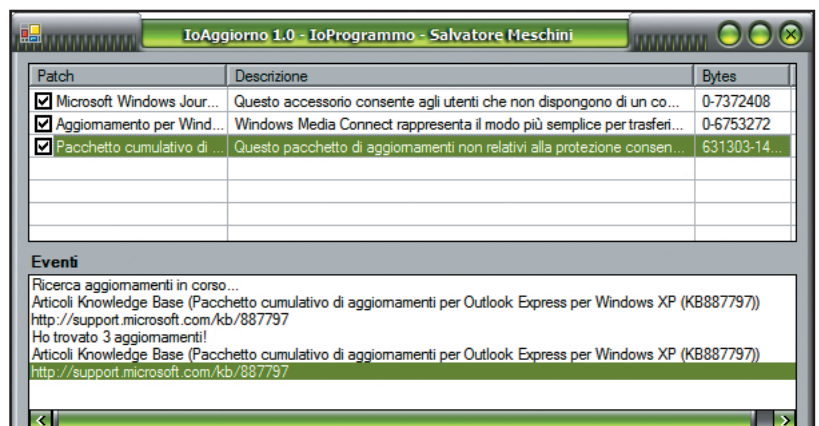 IoAggiorno 1.0 - IoProgrammo - Salvatore Meschini
Patch Descrizione Bytes
Microsoft Windows Jour... Questo accessorio consente agli utenti che non dispongono di un co... 0-7372408
Aggiornamento per Wind... Windows Media Connect rappresenta il modo più semplice per trasferi... 0-6753272
Pacchetto cumulativo di ... Questo pacchetto di aggiornamenti non relativi alla protezione consen... 631303-14...
Eventi
Ricerca aggiornamenti in corso...
Articoli Knowledge Base (Pacchetto cumulativo di aggiornamenti per Outlook Express per Windows XP (KB887797))
http://support.microsoft.com/kb/887797
Ho trovato 3 aggiornamenti!
Articoli Knowledge Base (Pacchetto cumulativo di aggiornamenti per Outlook Express per Windows XP (KB887797))
http://support.microsoft.com/kb/887797